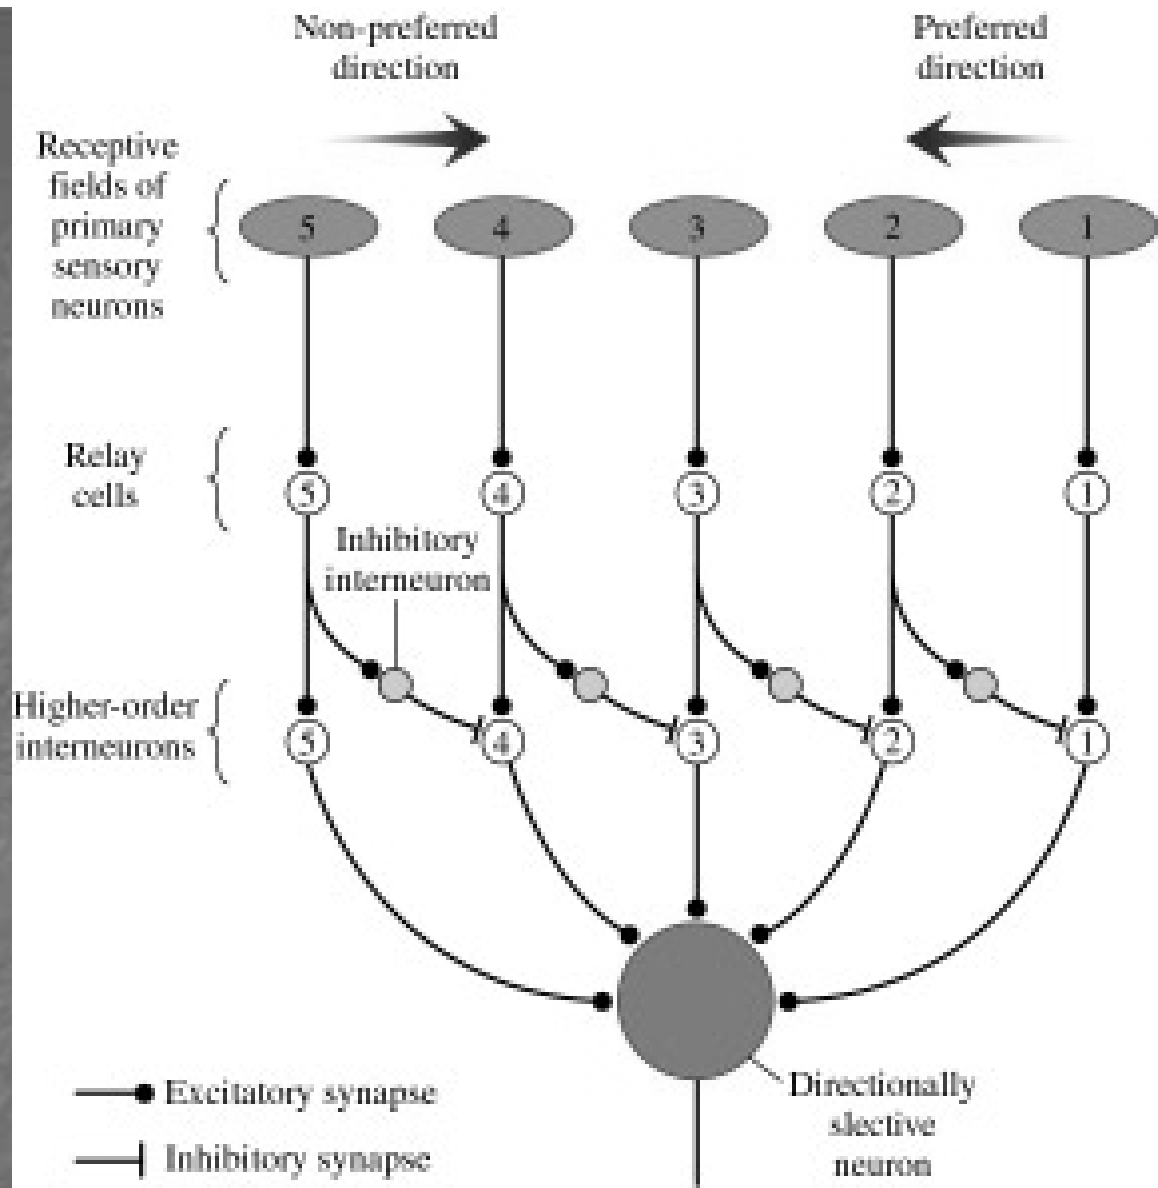 Non-preferred
direction
Preferred
direction
Receptive
fields of
primary
sensory
neurons
5 4 3 2 1
Relay
cells
5 4 3 2 1
Inhibitory
interneuron
Higher-order
interneurons
5 4 3 2 1
Excitatory synapse
Inhibitory synapse
Directionally
slective
neuron